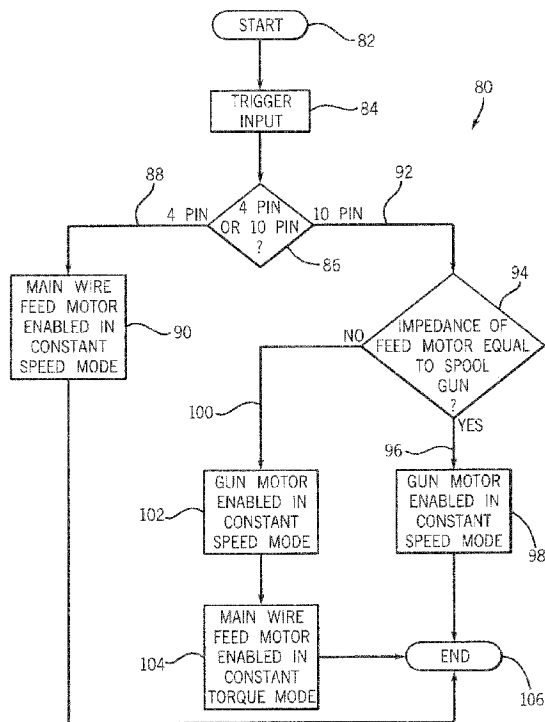 START
82
80
TRIGGER
INPUT
84
88
92
4 PIN
4 PIN
OR 10 PIN
?
10 PIN
86
94
MAIN WIRE
FEED MOTOR
ENABLED IN
CONSTANT
SPEED MODE
90
IMPEDANCE OF
FEED MOTOR EQUAL
TO SPOOL
GUN
?
NO
YES
100
96
GUN MOTOR
ENABLED IN
CONSTANT
SPEED MODE
102
GUN MOTOR
ENABLED IN
CONSTANT
SPEED MODE
98
MAIN WIRE
FEED MOTOR
ENABLED IN
CONSTANT
TORQUE MODE
104
END
106